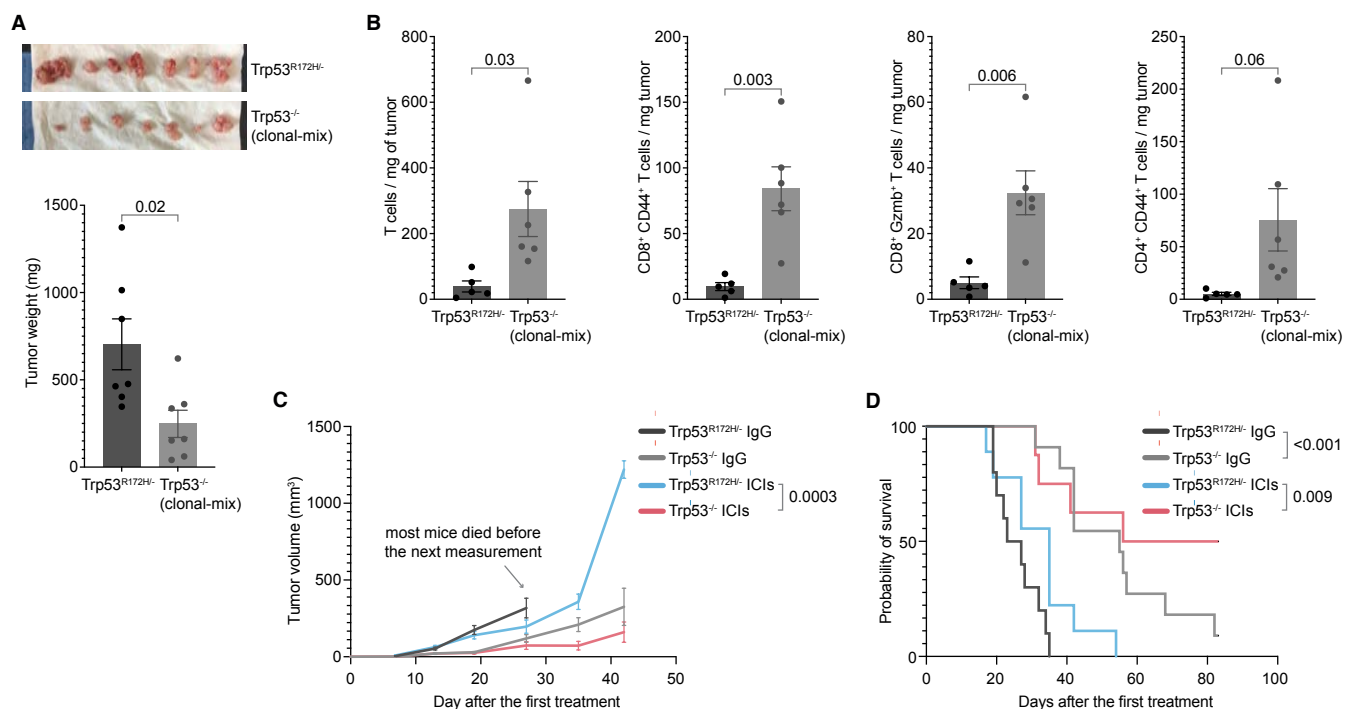 A
Trp53R172H/-
Trp53-/-
(clonal-mix)
Tumor weight (mg)
1500
1000
500
0
0.02
Trp53R172H/-
Trp53-/-
(clonal-mix)
B
T cells / mg of tumor
800
600
400
200
0
0.03
Trp53R172H/-
Trp53-/-
(clonal-mix)
CD8+ CD44+ T cells / mg tumor
200
150
100
50
0
0.003
Trp53R172H/-
Trp53-/-
(clonal-mix)
CD8+ Gzmb+ T cells / mg tumor
80
60
40
20
0
0.006
Trp53R172H/-
Trp53-/-
(clonal-mix)
CD4+ CD44+ T cells / mg tumor
250
200
150
100
50
0
0.06
Trp53R172H/-
Trp53-/-
(clonal-mix)
C
Tumor volume (mm3)
1500
1000
500
0
0
10
20
30
40
50
Day after the first treatment
most mice died before
the next measurement
Trp53R172H/- IgG
Trp53-/- IgG
Trp53R172H/- ICIs
Trp53-/- ICIs
0.0003
D
Probability of survival
100
50
0
0
20
40
60
80
100
Days after the first treatment
Trp53R172H/- IgG
Trp53-/- IgG
Trp53R172H/- ICIs
Trp53-/- ICIs
<0.001
0.009